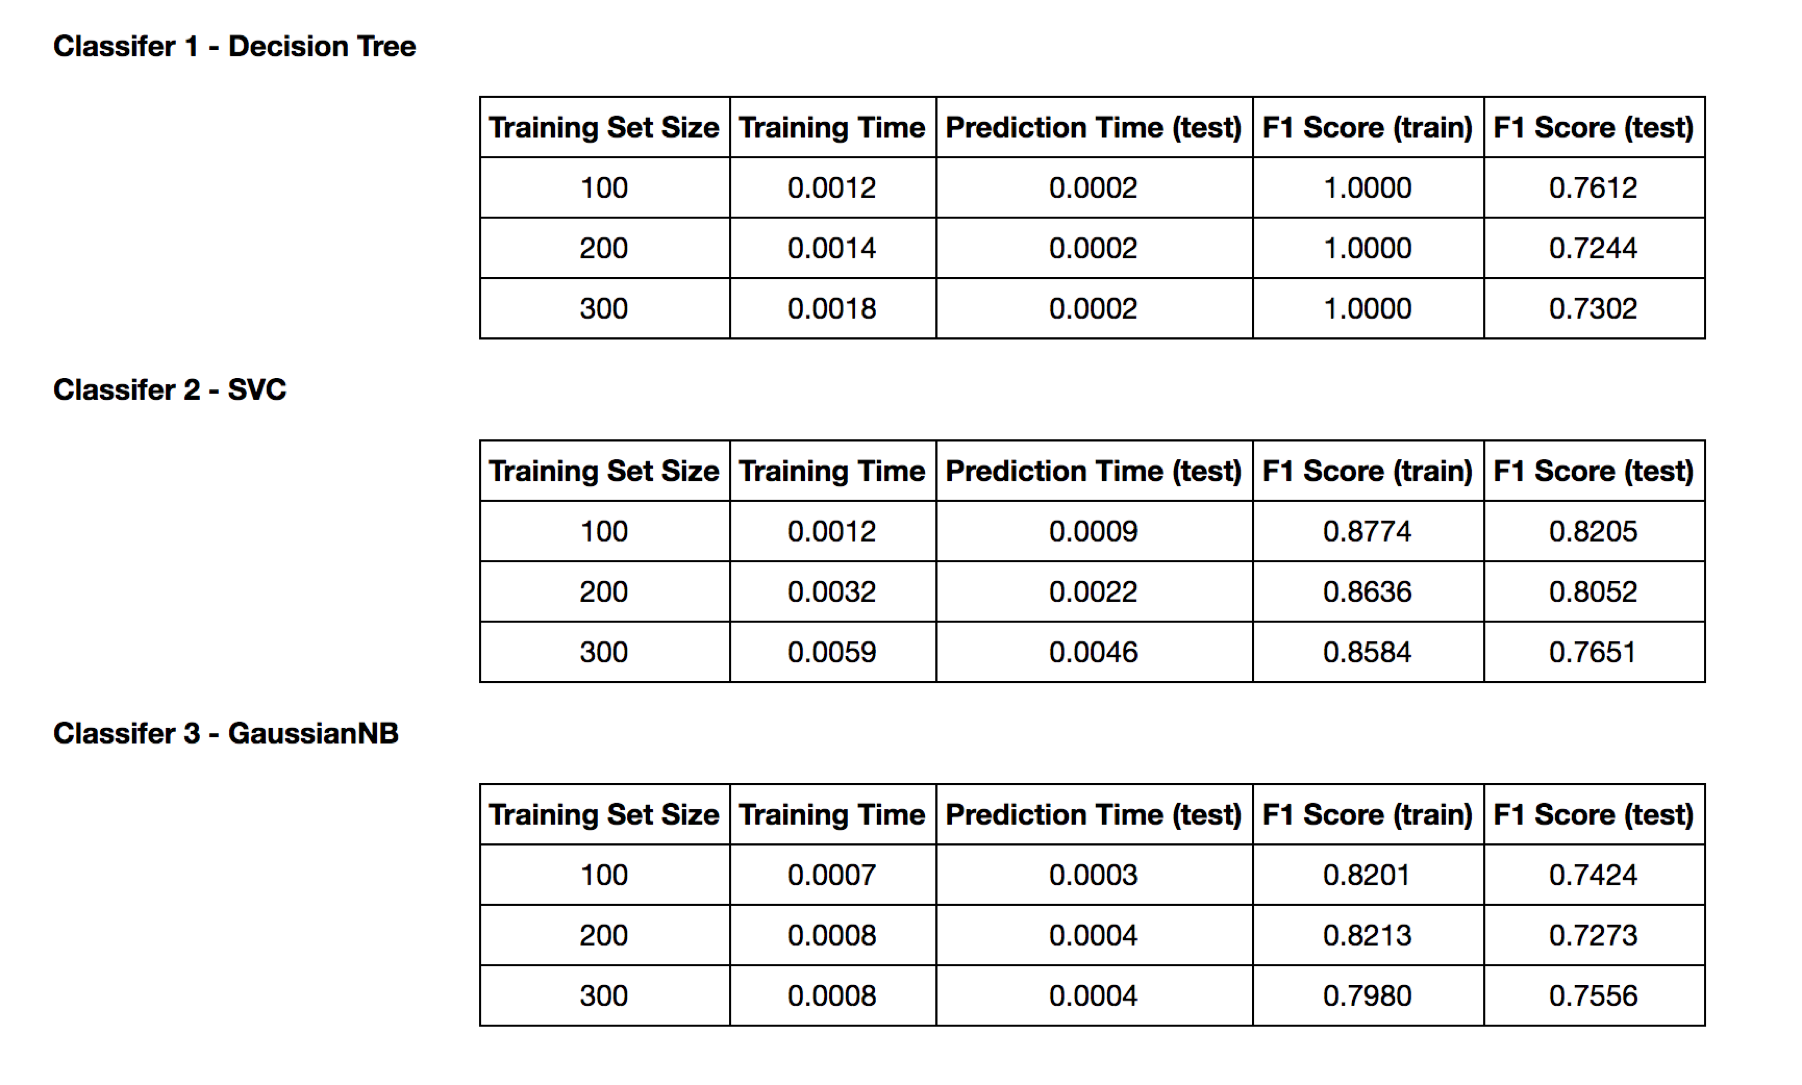 Classifer 1 - Decision Tree
Training Set Size Training Time Prediction Time (test) F1 Score (train) F1 Score (test)
100 0.0012 0.0002 1.0000 0.7612
200 0.0014 0.0002 1.0000 0.7244
300 0.0018 0.0002 1.0000 0.7302
Classifer 2 - SVC
Training Set Size Training Time Prediction Time (test) F1 Score (train) F1 Score (test)
100 0.0012 0.0009 0.8774 0.8205
200 0.0032 0.0022 0.8636 0.8052
300 0.0059 0.0046 0.8584 0.7651
Classifer 3 - GaussianNB
Training Set Size Training Time Prediction Time (test) F1 Score (train) F1 Score (test)
100 0.0007 0.0003 0.8201 0.7424
200 0.0008 0.0004 0.8213 0.7273
300 0.0008 0.0004 0.7980 0.7556